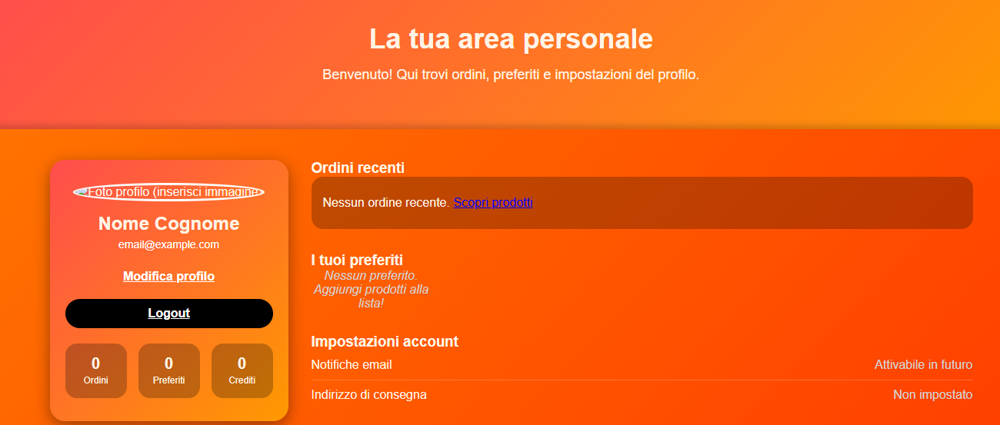 La tua area personale
Benvenuto! Qui trovi ordini, preferiti e impostazioni del profilo.
Foto profilo (inserisci immagine)
Nome Cognome
email@example.com
Modifica profilo
Logout
0
Ordini
0
Preferiti
0
Crediti
Ordini recenti
Nessun ordine recente. Scopri prodotti
I tuoi preferiti
Nessun preferito.
Aggiungi prodotti alla
lista!
Impostazioni account
Notifiche email Attivabile in futuro
Indirizzo di consegna Non impostato